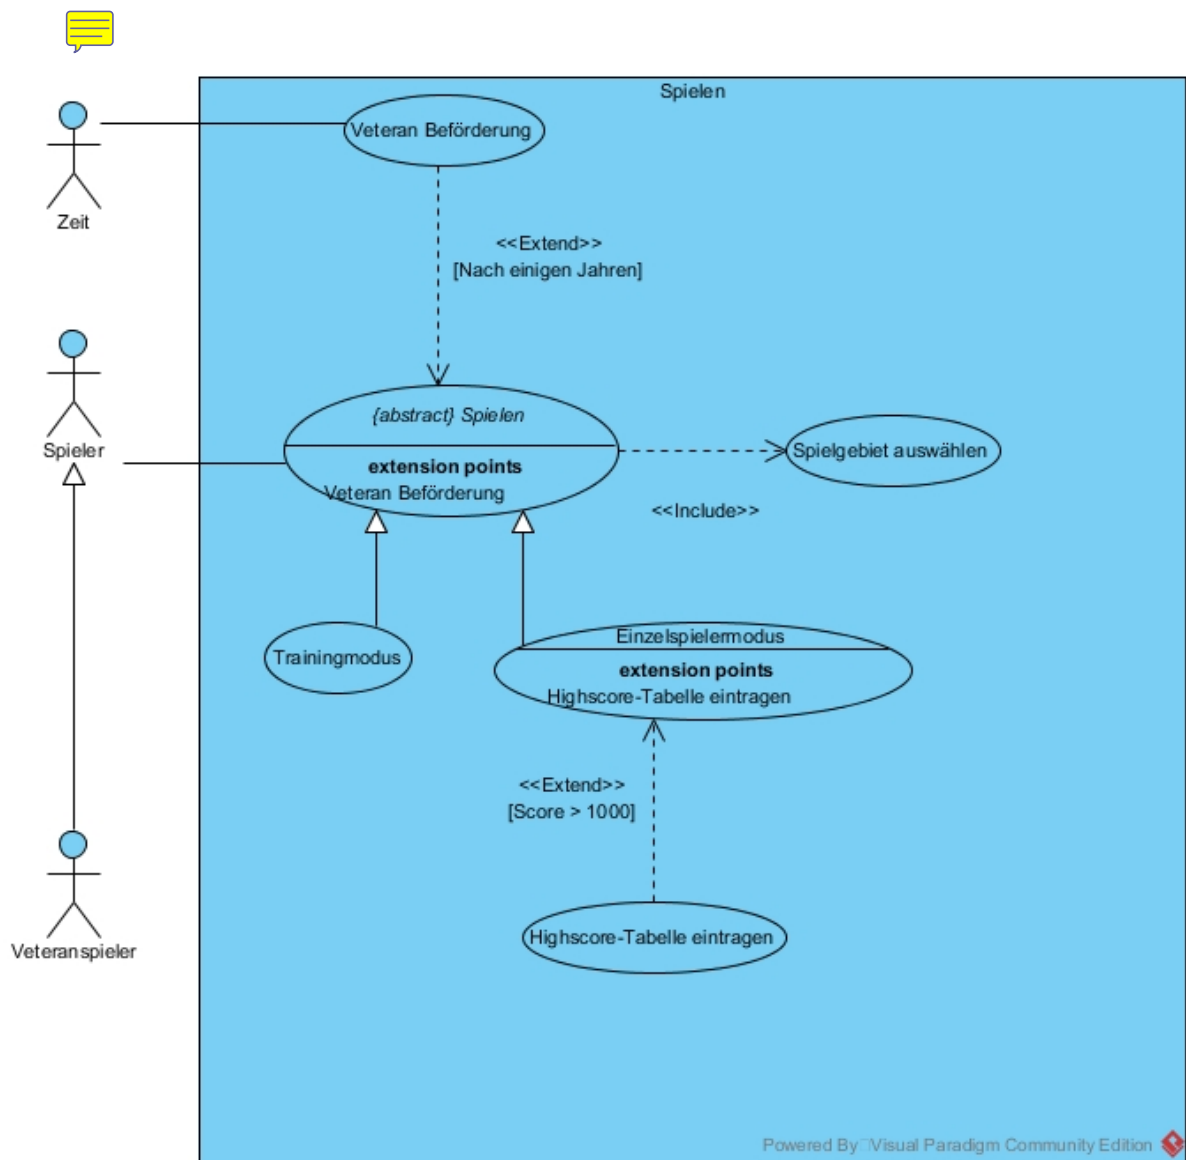 Spielen
Veteran Beförderung
Zeit
<<Extend>>
[Nach einigen Jahren]
{abstract} Spielen
extension points
Veteran Beförderung
Spieler
Spielgebiet auswählen
<<Include>>
Trainingmodus
Einzelspielermodus
extension points
Highscore-Tabelle eintragen
<<Extend>>
[Score > 1000]
Highscore-Tabelle eintragen
Veteranspieler
Powered By Visual Paradigm Community Edition